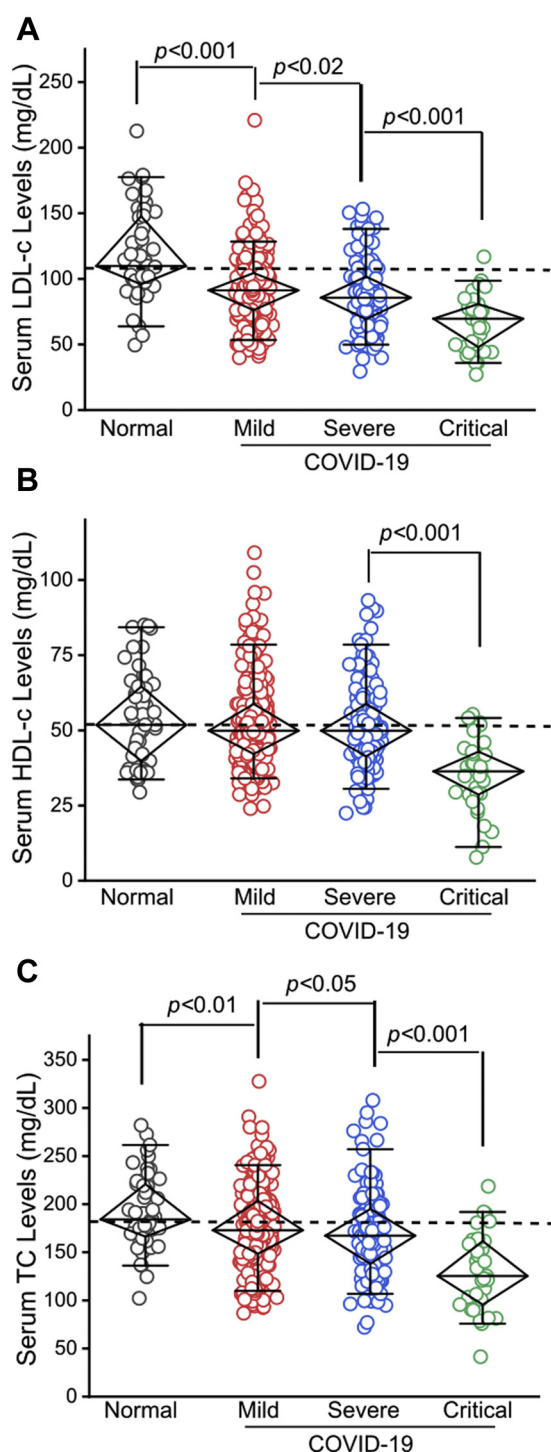 A
p<0.001
p<0.02
p<0.001
Serum LDL-c Levels (mg/dL)
250
200
150
100
50
0
Normal Mild Severe Critical
COVID-19
B
p<0.001
Serum HDL-c Levels (mg/dL)
100
75
50
25
0
Normal Mild Severe Critical
COVID-19
C
p<0.05
p<0.01
p<0.001
Serum TC Levels (mg/dL)
350
300
250
200
150
100
50
0
Normal Mild Severe Critical
COVID-19